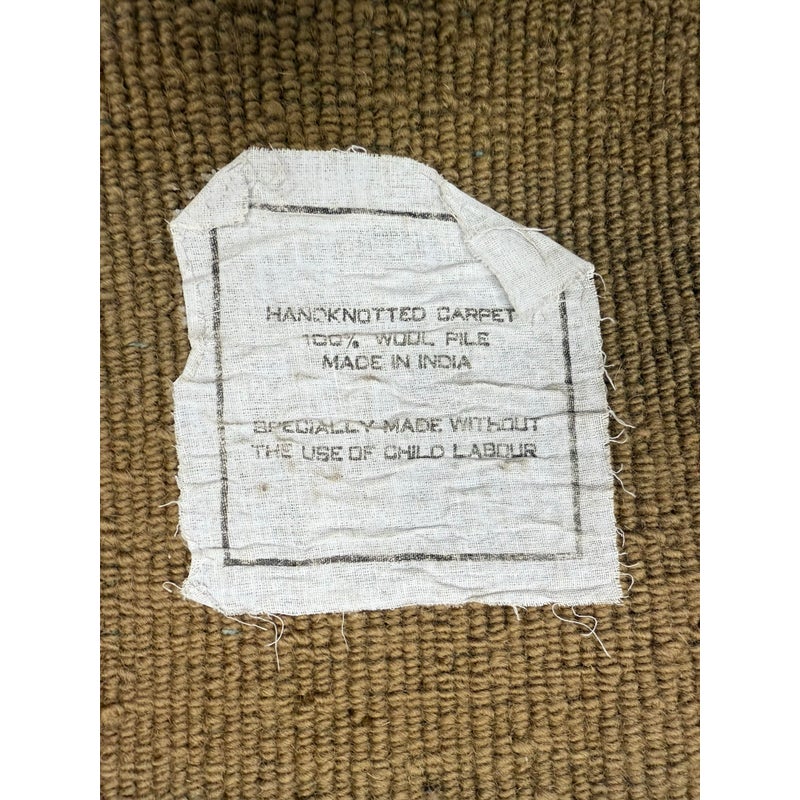 HANDKNOTTED CARPET
100% WOOL PILE
MADE IN INDIA
SPECIALLY MADE WITHOUT
THE USE OF CHILD LABOUR